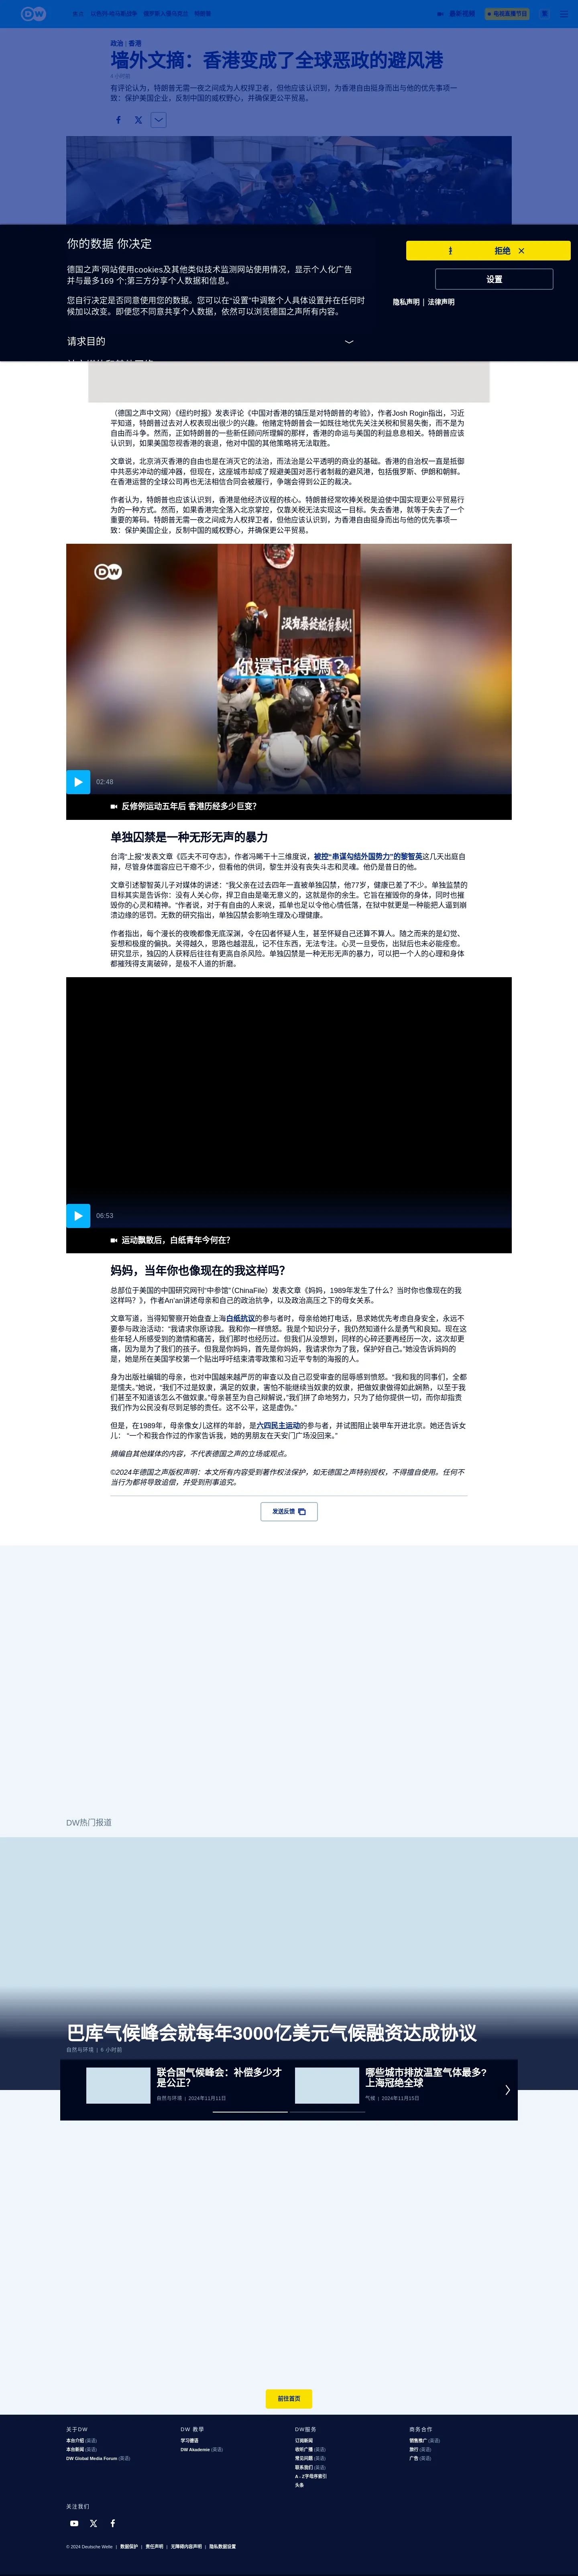 DW
最新视频
电视直播节目
政治 | 香港
墙外文摘：香港变成了全球恶政的避风港
有评论认为，特朗普无需一夜之间成为人权捍卫者，但他应该认识到，为香港自由挺身而出与他的优先事项一
致：保护美国企业，反制中国的威权野心，并确保更公平贸易。
你的数据 你决定
德国之声'网站使用cookies及其他类似技术监测网站使用情况，显示个人化广告
并与最多169 个;第三方分享个人数据和信息。
您自行决定是否同意使用您的数据。您可以在“设置”中调整个人具体设置并在任何时
候加以改变。即便您不同意共享个人数据，依然可以浏览德国之声所有内容。
请求目的
拒绝
设置
隐私声明 | 法律声明
（德国之声中文网）《纽约时报》发表评论《中国对香港的镇压是对特朗普的考验》，作者Josh Rogin指出，习近
平知道，特朗普过去对人权表现出很少的兴趣。他赌定特朗普会一如既往地优先关注关税和贸易失衡，而不是为
自由而斗争。然而，正如特朗普的一些新任顾问所理解的那样，香港的命运与美国的利益息息相关。特朗普应该
认识到，如果美国忽视香港的衰退，他对中国的其他策略将无法取胜。
文章说，北京消灭香港的自由也是在消灭它的法治，而法治是公平透明的商业的基础。香港的自治权一直是抵御
中共恶劣冲动的缓冲器，但现在，这座城市却成了规避美国对恶行者制裁的避风港，包括俄罗斯、伊朗和朝鲜。
在香港运营的全球公司再也无法相信合同会被履行，争端会得到公正的裁决。
作者认为，特朗普也应该认识到，香港是他经济议程的核心。特朗普经常吹捧关税是迫使中国实现更公平贸易行
为的一种方式。然而，如果香港完全落入北京掌控，仅靠关税无法实现这一目标。失去香港，就等于失去了一个
重要的筹码。特朗普无需一夜之间成为人权捍卫者，但他应该认识到，为香港自由挺身而出与他的优先事项一
致：保护美国企业，反制中国的威权野心，并确保更公平贸易。
DW
没有暴徒祗有暴政!
你還記得嗎?
02:48
反修例运动五年后 香港历经多少巨变？
单独囚禁是一种无形无声的暴力
台湾“上报”发表文章《匹夫不可夺志》，作者冯睎干十三维度说，被控“串谋勾结外国势力”的黎智英这几天出庭自
辩，尽管身体面容应已干瘪不少，但看他的供词，显然并没有丧失斗志和灵魂。他仍是昔日的他。
文章引述黎智英儿子对媒体的讲述：“我父亲在过去四年一直被单独囚禁，他77岁，健康已差了不少。单独监禁的
目标其实是告诉你：没有人关心你，捍卫自由是毫无意义的，这就是你的余生。它旨在摧毁你的身体，同时也摧
毁你的心灵和精神。”作者说，对于有自由的人来说，孤单也足以令他心情低落，在狱中就更是一种能把人逼到崩
溃边缘的惩罚。无数的研究指出，单独囚禁会影响生理及心理健康。
作者指出，每个漫长的夜晚都像无底深渊，令在囚者怀疑人生，甚至怀疑自己还算不算人。随之而来的是幻觉、
妄想和极度的偏执。关得越久，思路也越混乱，记不住东西，无法专注。心灵一旦受伤，出狱后也未必能痊愈。
研究显示，独囚的人获释后往往有更高自杀风险。单独囚禁是一种无形无声的暴力，可以把一个人的心理和身体
都摧残得支离破碎，是极不人道的折磨。
06:53
运动飘散后，白纸青年今何在？
妈妈，当年你也像现在的我这样吗？
总部位于美国的中国研究网刊“中参馆”（ChinaFile）发表文章《妈妈，1989年发生了什么？当时你也像现在的我
这样吗？》，作者An'an讲述母亲和自己的政治抗争，以及政治高压之下的母女关系。
文章写道，当得知警察开始盘查上海白纸抗议的参与者时，母亲给她打电话，恳求她优先考虑自身安全，永远不
要参与政治活动：“我请求你原谅我。我和你一样愤怒。我是个知识分子，我仍然知道什么是勇气和良知。现在这
些年轻人所感受到的激情和痛苦，我们那时也经历过。但我们从没想到，同样的心碎还要再经历一次，这次却更
痛，因为是为了我们的孩子。但我是你妈妈，首先是你妈妈，我请求你为了我，保护好自己。”她没告诉妈妈的
是，她是所在美国学校第一个贴出呼吁结束清零政策和习近平专制的海报的人。
身为出版社编辑的母亲，也对中国越来越严厉的审查以及自己忍受审查的屈辱感到愤怒。“我和我的同事们，全都
是懦夫。”她说，“我们不过是奴隶，满足的奴隶，害怕不能继续当奴隶的奴隶，把做奴隶做得如此娴熟，以至于我
们甚至不知道该怎么不做奴隶。”母亲甚至为自己辩解说，“我们拼了命地努力，只为了给你提供一切，而你却指责
我们作为公民没有尽到足够的责任。这不公平，这是虚伪。”
但是，在1989年，母亲像女儿这样的年龄，是六四民主运动的参与者，并试图阻止装甲车开进北京。她还告诉女
儿：“一个和我合作过的作家告诉我，她的男朋友在天安门广场没回来。”
摘编自其他媒体的内容，不代表德国之声的立场或观点。
©2024年德国之声版权声明：本文所有内容受到著作权法保护，如无德国之声特别授权，不得擅自使用。任何不
当行为都将导致追偿，并受到刑事追究。
发送反馈
DW热门报道
巴库气候峰会就每年3000亿美元气候融资达成协议
自然与环境 | 6 小时前
联合国气候峰会：补偿多少才
是公正？
自然与环境 | 2024年11月11日
哪些城市排放温室气体最多？
上海冠绝全球
气候 | 2024年11月15日
前往首页
关于DW
本台介绍 (英语)
本台新闻 (英语)
DW Global Media Forum (英语)
DW 教學
学习德语
DW Akademie (英语)
DW服务
订阅新闻
收听广播 (英语)
常见问题 (英语)
联系我们 (英语)
A - Z字母序索引
头条
商务合作
销售推广 (英语)
旅行 (英语)
广告 (英语)
关注我们
© 2024 Deutsche Welle | 数据保护 | 责任声明 | 无障碍内容声明 | 隐私数据设置